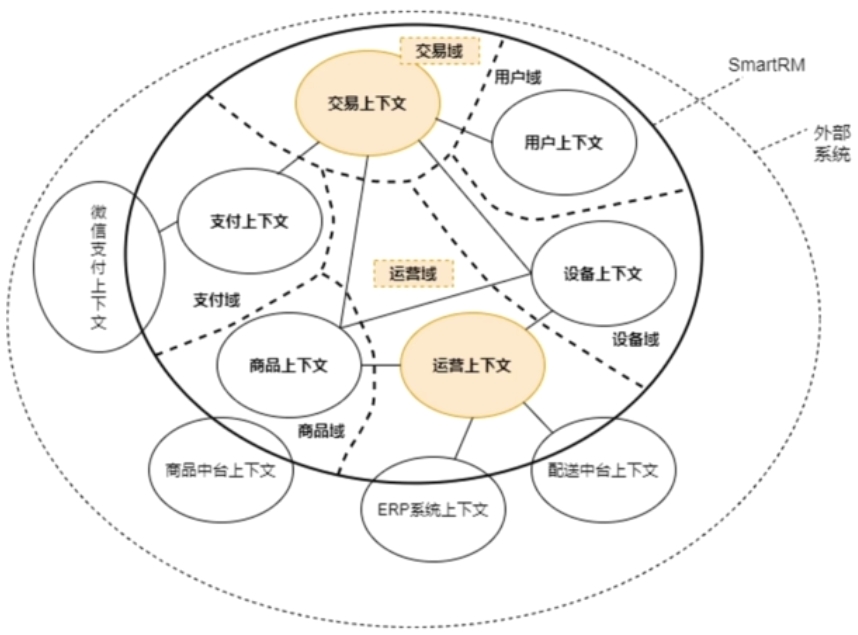 交易域
用户域
SmartRM
交易上下文
外部
系统
用户上下文
微信支付上下文
支付上下文
运营域
设备上下文
支付域
设备域
商品上下文
运营上下文
商品域
商品中台上下文
配送中台上下文
ERP系统上下文